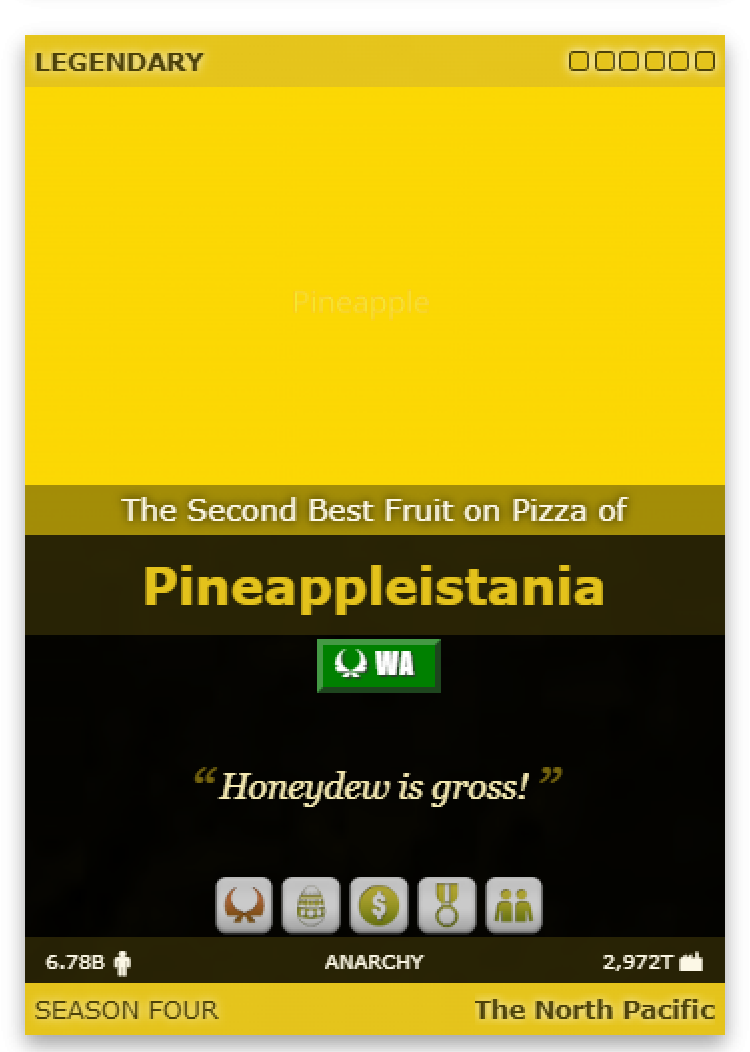 LEGENDARY
Pineapple
The Second Best Fruit on Pizza of
Pineappleistania
WA
“Honeydew is gross! ”
$
6.78B ANARCHY 2,972T
SEASON FOUR The North Pacific